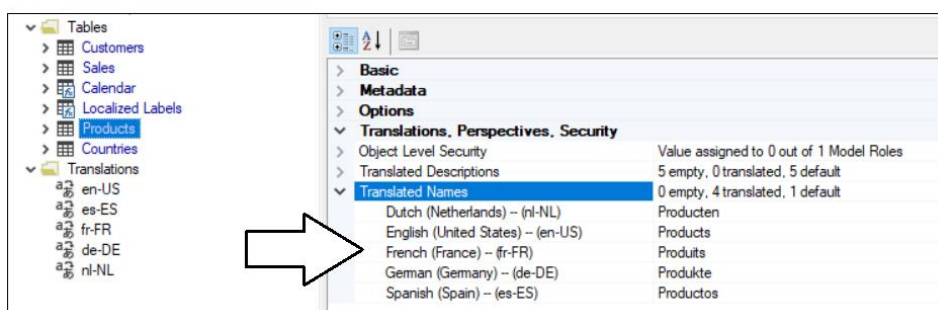 Tables
Customers
Sales
Calendar
Localized Labels
Products
Countries
Translations
en-US
es-ES
fr-FR
de-DE
nl-NL
Basic
Metadata
Options
Translations, Perspectives, Security
Object Level Security Value assigned to 0 out of 1 Model Roles
Translated Descriptions 5 empty, 0 translated, 5 default
Translated Names 0 empty, 4 translated, 1 default
Dutch (Netherlands) -- (nl-NL) Producten
English (United States) -- (en-US) Products
French (France) -- (fr-FR) Produits
German (Germany) -- (de-DE) Produkte
Spanish (Spain) -- (es-ES) Productos